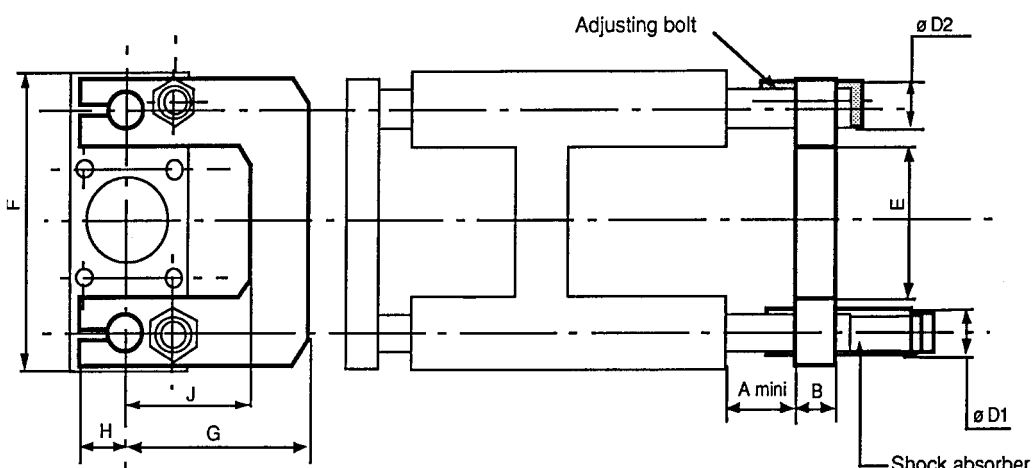 Adjusting bolt
ø D2
F
E
A mini
B
J
H
G
ø D1
Shock absorber